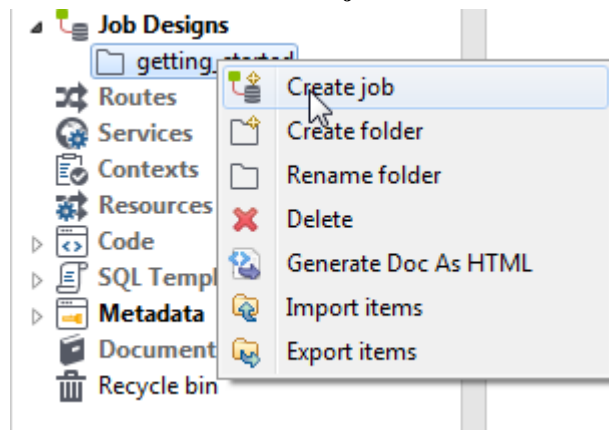 Job Designs
getting_started
Create job
Routes
Create folder
Services
Rename folder
Contexts
Delete
Resources
Generate Doc As HTML
Code
Import items
SQL Templ
Metadata
Export items
Document
Recycle bin